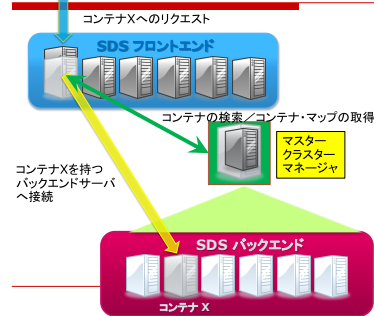 コンテナXへのリクエスト
SDS フロントエンド
コンテナの検索／コンテナ・マップの取得
マスター
クラスター
マネージャ
コンテナXを持つ
バックエンドサーバ
へ接続
SDS バックエンド
コンテナ X